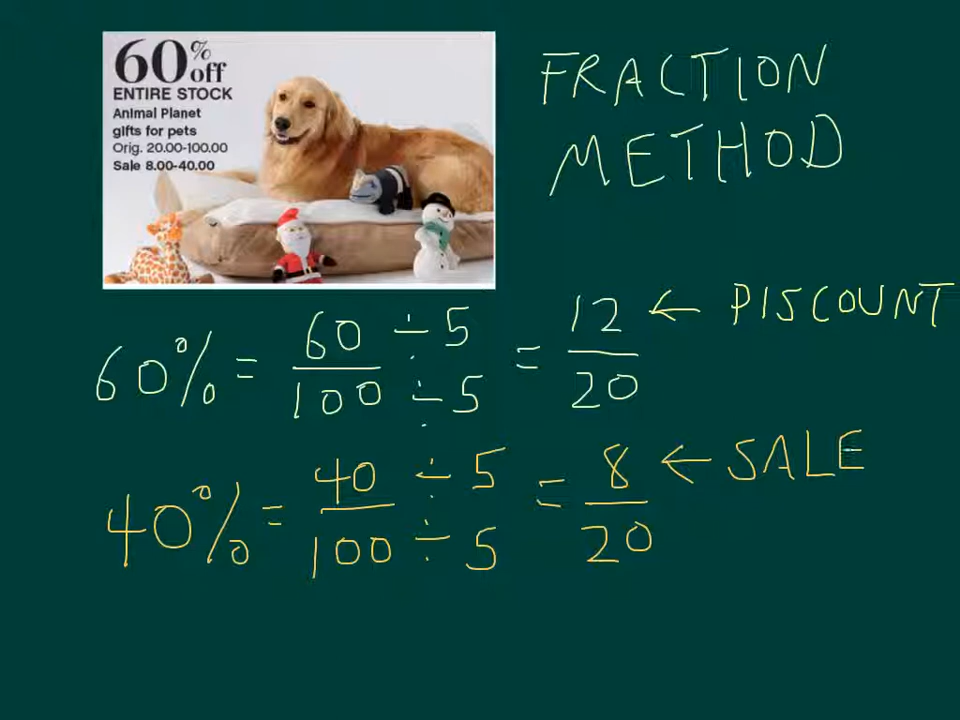 60% off
ENTIRE STOCK
Animal Planet
gifts for pets
Orig. 20.00-100.00
Sale 8.00-40.00
FRACTION
METHOD
60% = 60/100 ÷ 5/÷ 5 = 12/20 ← DISCOUNT
40% = 40/100 ÷ 5/÷ 5 = 8/20 ← SALE